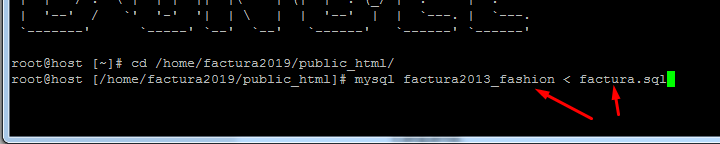 root@host [~]# cd /home/factura2019/public_html/
root@host [/home/factura2019/public_html]# mysql factura2013_fashion < factura.sql